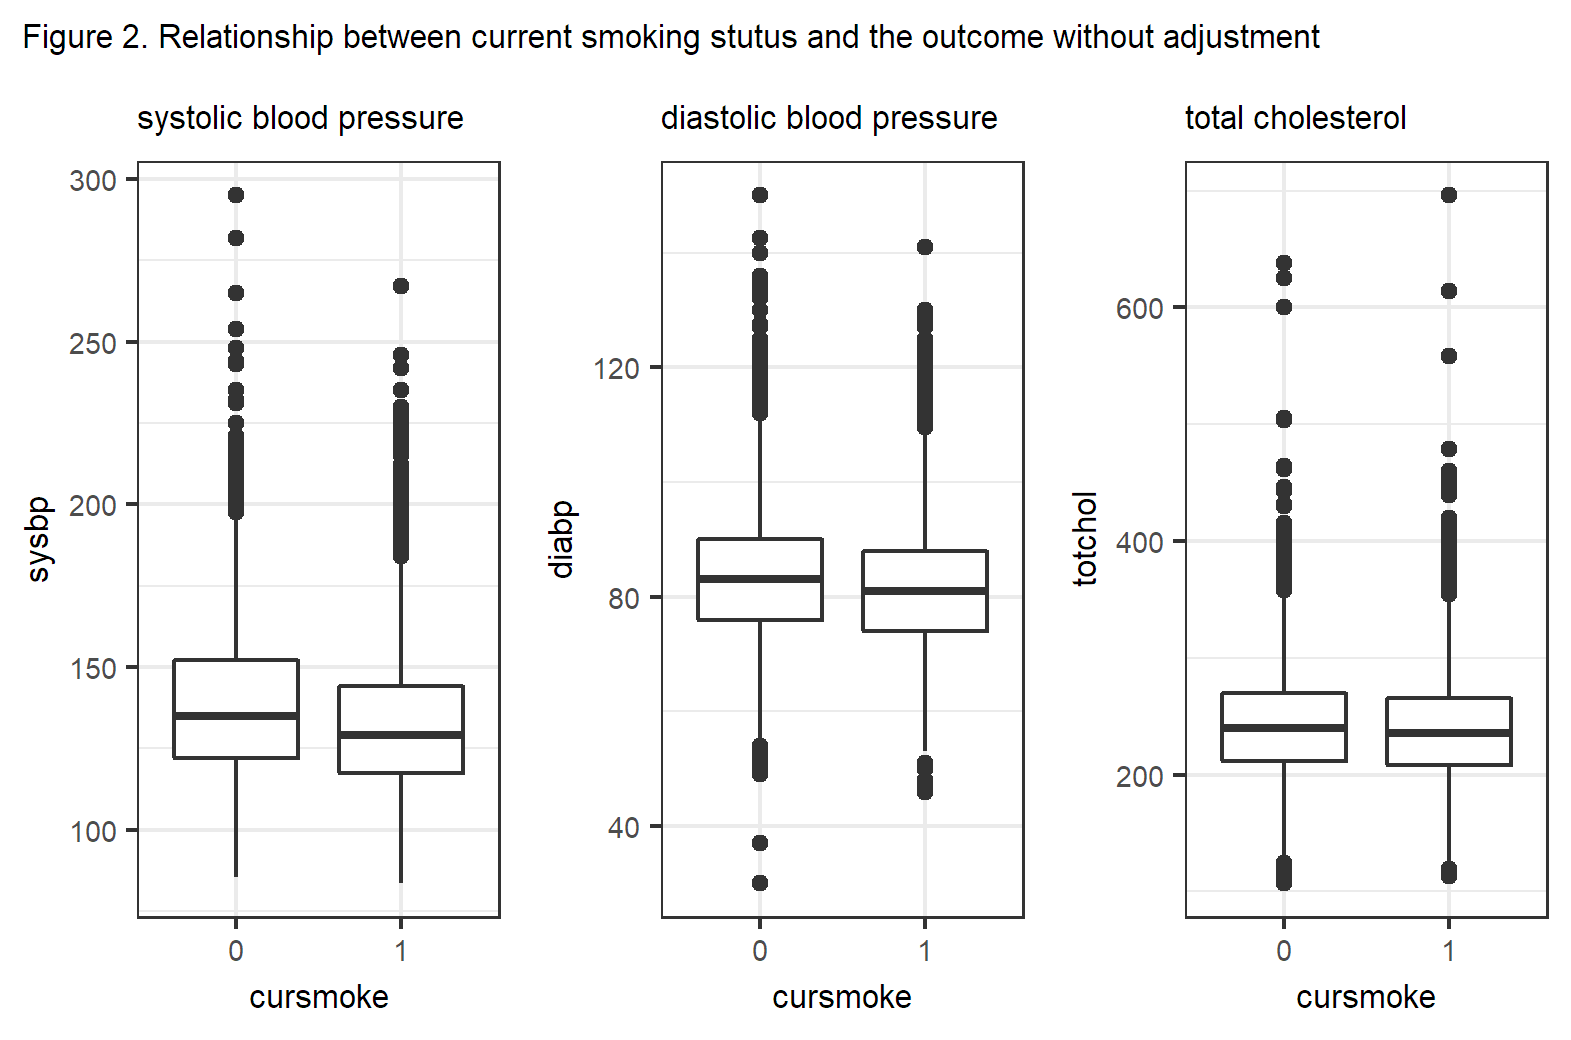 Figure 2. Relationship between current smoking stutus and the outcome without adjustment
systolic blood pressure
300
250
200
150
100
sysbp
0 1
cursmoke
diastolic blood pressure
120
80
40
diabp
0 1
cursmoke
total cholesterol
600
400
200
totchol
0 1
cursmoke